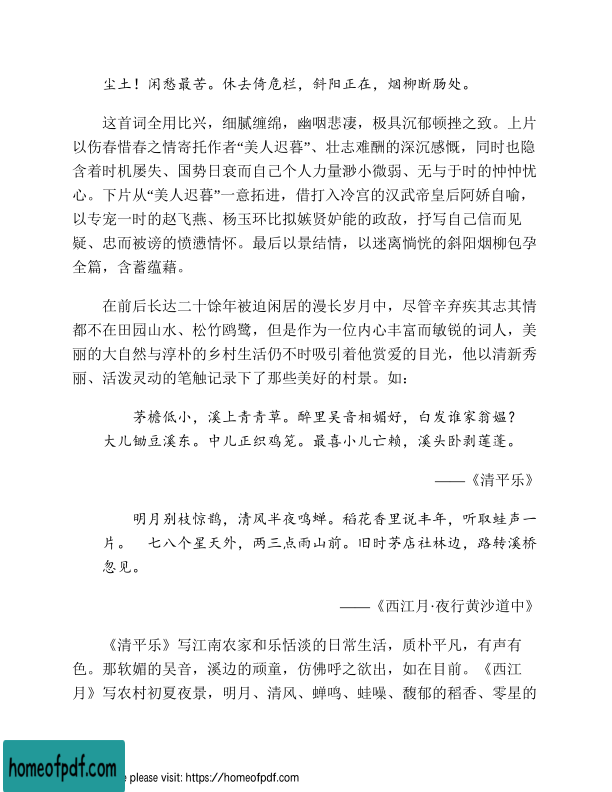 尘土！闲愁最苦。休去倚危栏，斜阳正在，烟柳断肠处。
这首词全用比兴，细腻缠绵，幽咽悲凄，极具沉郁顿挫之致。上片
以伤春惜春之情寄托作者“美人迟暮”、壮志难酬的深沉感慨，同时也隐
含着对时机屡失、国势日衰而自己个人力量渺小微弱、无与于时的忡忡忧
心。下片从“美人迟暮”一意拓进，借打入冷宫的汉武帝皇后阿娇自喻，
以专宠一时的赵飞燕、杨玉环比拟嫉贤妒能的政敌，抒写自己信而见
疑、忠而被谤的愤懑情怀。最后以景结情，以迷离惝恍的斜阳烟柳包孕
全篇，含蓄蕴藉。
在前后长达二十馀年被迫闲居的漫长岁月中，尽管辛弃疾其志其情
都不在田园山水、松竹鸥鹭，但是作为一位内心丰富而敏锐的词人，美
丽的大自然与淳朴的乡村生活仍不时吸引着他赏爱的目光，他以清新秀
丽、活泼灵动的笔触记录下了那些美好的村景。如：
茅檐低小，溪上青青草。醉里吴音相媚好，白发谁家翁媪？
大儿锄豆溪东。中儿正织鸡笼。最喜小儿亡赖，溪头卧剥莲蓬。
——《清平乐》
明月别枝惊鹊，清风半夜鸣蝉。稻花香里说丰年，听取蛙声一
片。 七八个星天外，两三点雨山前。旧时茅店社林边，路转溪桥
忽见。
——《西江月·夜行黄沙道中》
《清平乐》写江南农家和乐恬淡的日常生活，质朴平凡，有声有
色。那软媚的吴音，溪边的顽童，仿佛呼之欲出，如在目前。《西江
月》写农村初夏夜景，明月、清风、蝉鸣、蛙噪、馥郁的稻香、零星的
homeofpdf.com
e please visit: https://homeofpdf.com